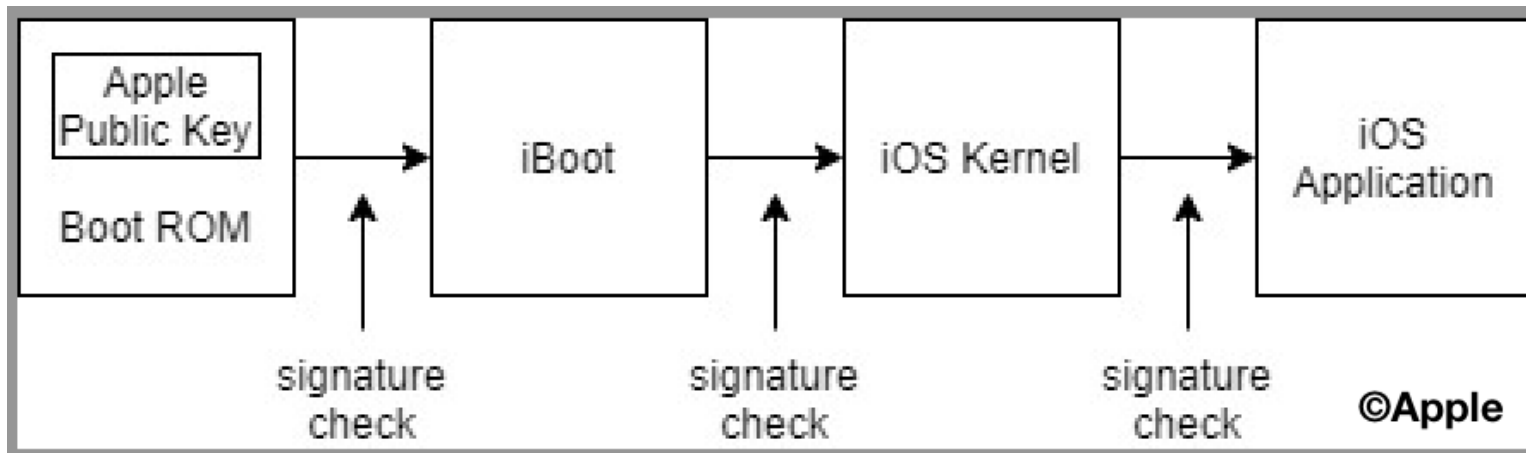 Apple
Public Key
Boot ROM
iBoot
iOS Kernel
iOS
Application
signature
check
signature
check
signature
check
©Apple